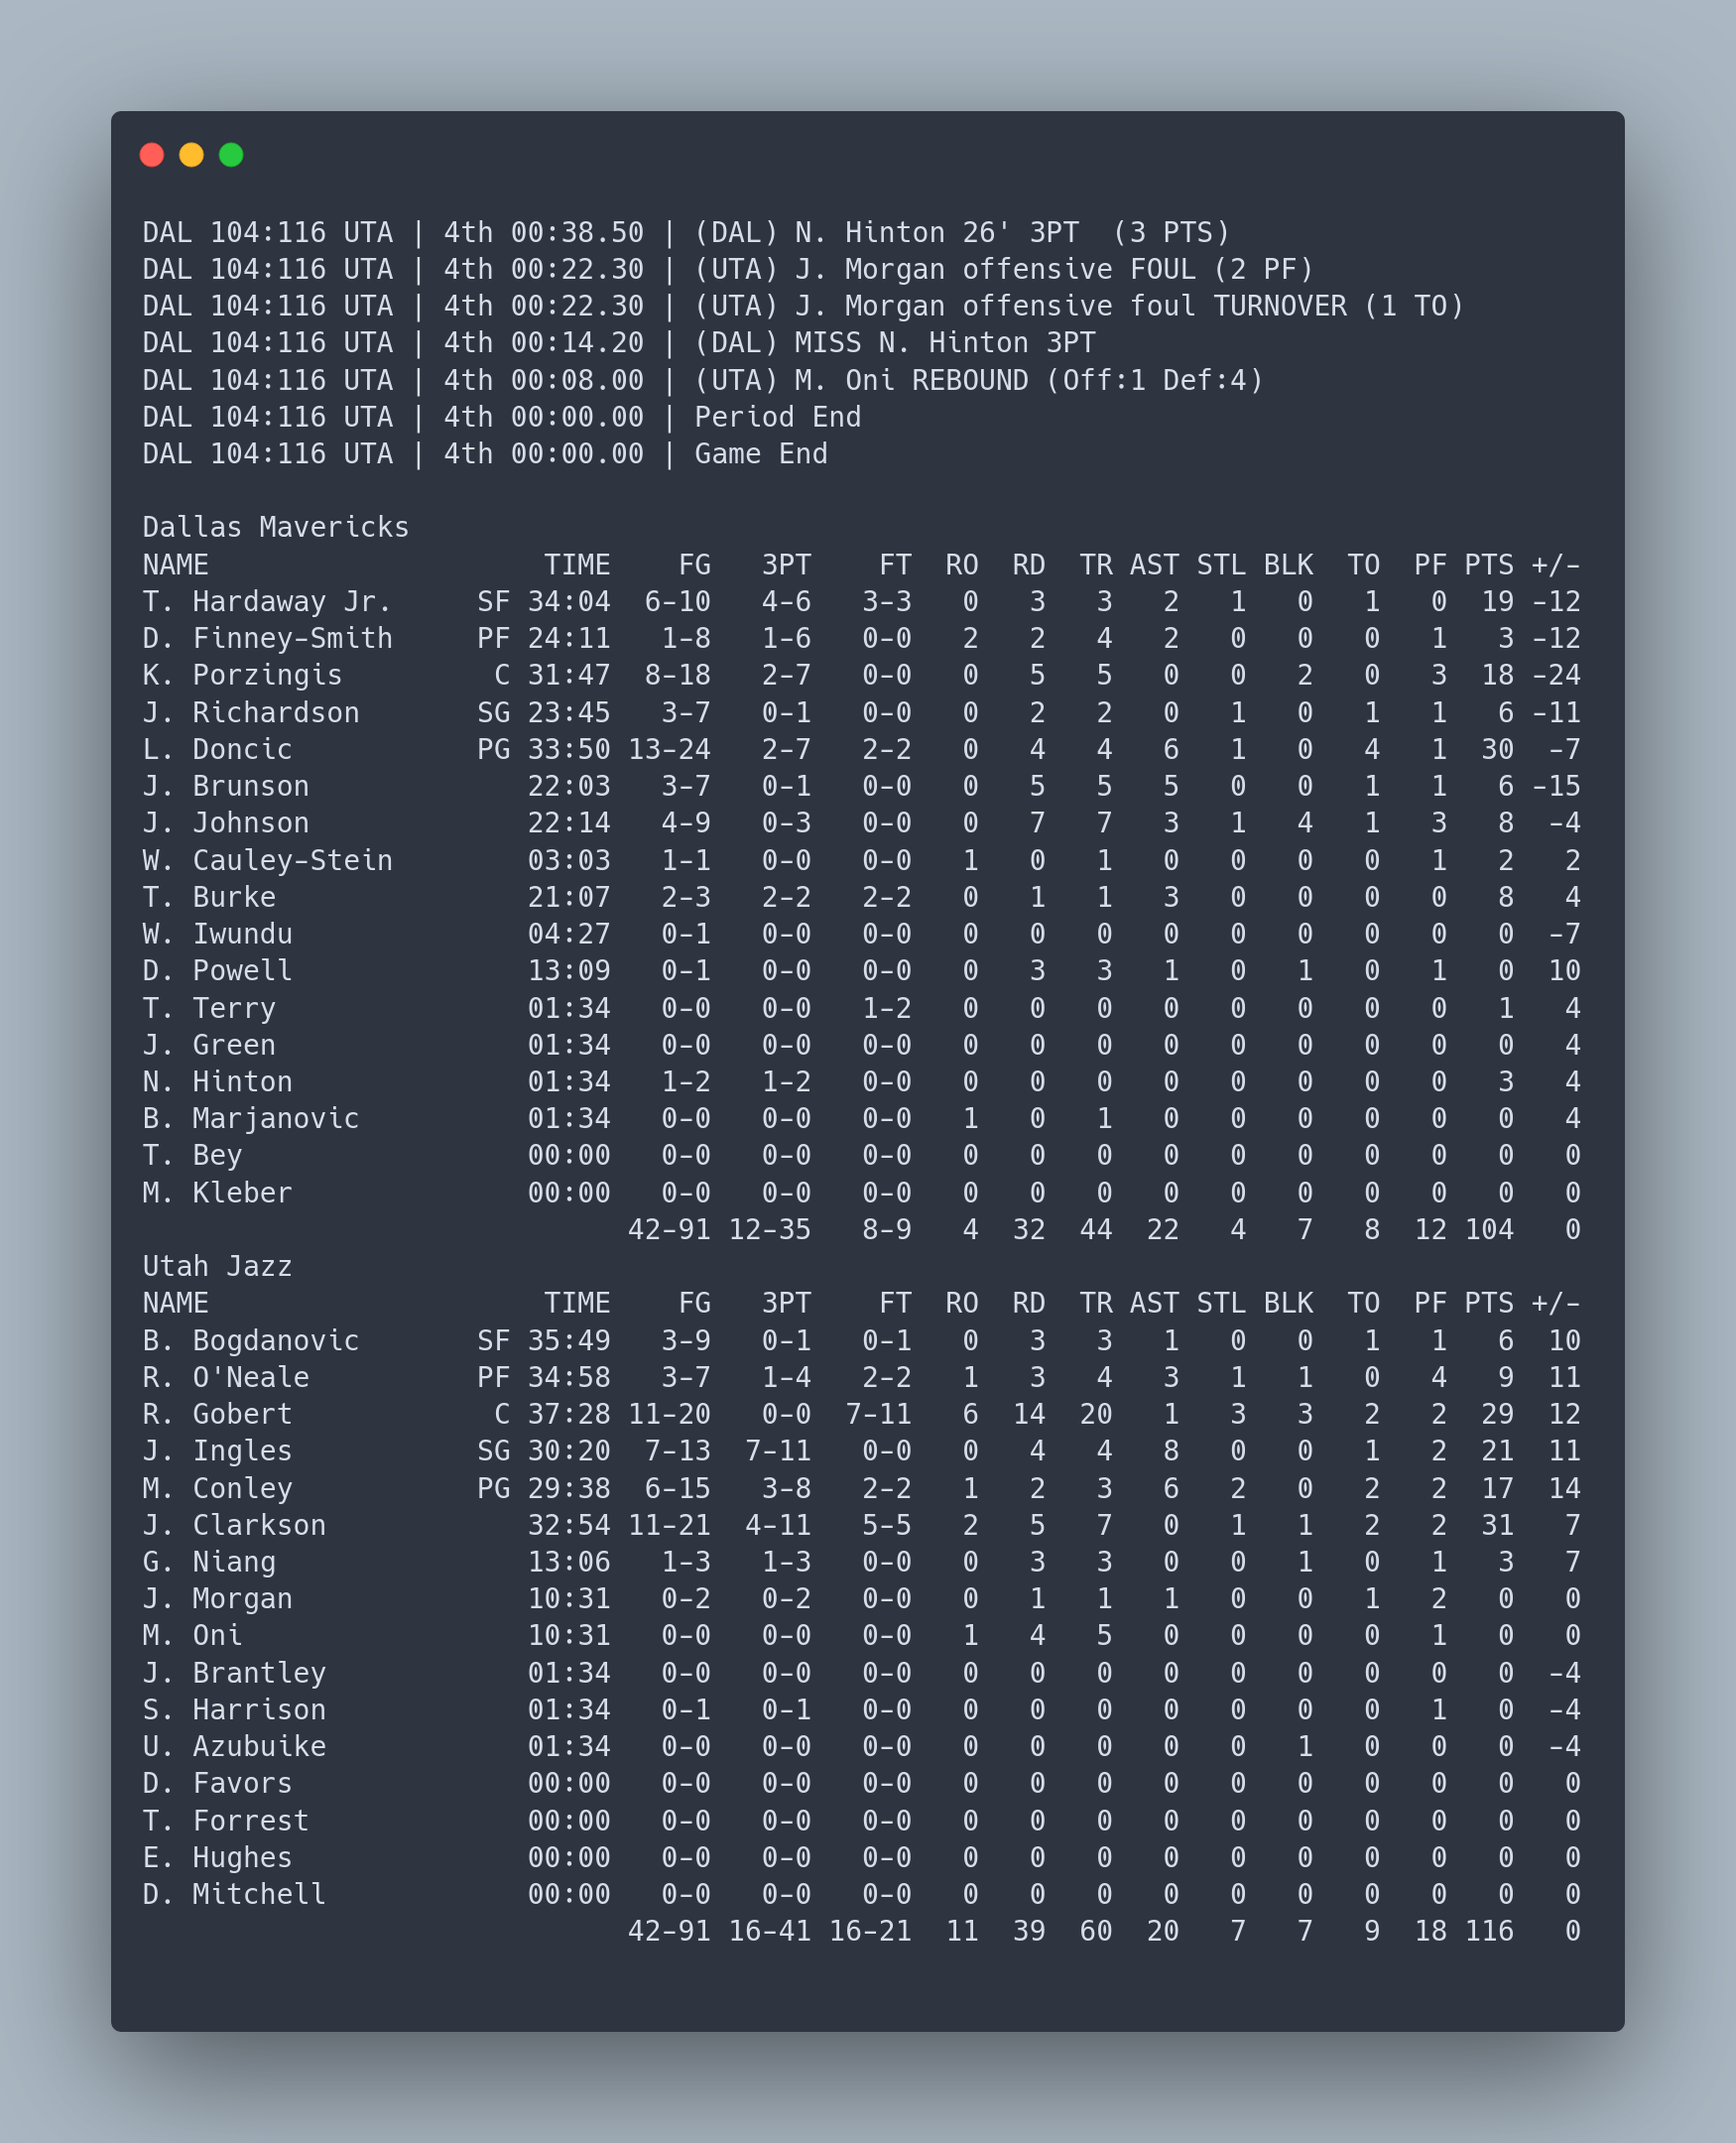 DAL 104:116 UTA | 4th 00:38.50 | (DAL) N. Hinton 26' 3PT  (3 PTS)
DAL 104:116 UTA | 4th 00:22.30 | (UTA) J. Morgan offensive FOUL (2 PF)
DAL 104:116 UTA | 4th 00:22.30 | (UTA) J. Morgan offensive foul TURNOVER (1 TO)
DAL 104:116 UTA | 4th 00:14.20 | (DAL) MISS N. Hinton 3PT
DAL 104:116 UTA | 4th 00:08.00 | (UTA) M. Oni REBOUND (Off:1 Def:4)
DAL 104:116 UTA | 4th 00:00.00 | Period End
DAL 104:116 UTA | 4th 00:00.00 | Game End
Dallas Mavericks
NAME TIME FG 3PT FT RO RD TR AST STL BLK TO PF PTS +/-
T. Hardaway Jr. SF 34:04 6-10 4-6 3-3 0 3 3 2 1 0 1 0 19 -12
D. Finney-Smith PF 24:11 1-8 1-6 0-0 2 2 4 2 0 0 0 1 3 -12
K. Porzingis C 31:47 8-18 2-7 0-0 0 5 5 0 0 2 0 3 18 -24
J. Richardson SG 23:45 3-7 0-1 0-0 0 2 2 0 1 0 1 1 6 -11
L. Doncic PG 33:50 13-24 2-7 2-2 0 4 4 6 1 0 4 1 30 -7
J. Brunson 22:03 3-7 0-1 0-0 0 5 5 5 0 0 1 1 6 -15
J. Johnson 22:14 4-9 0-3 0-0 0 7 7 3 1 4 1 3 8 -4
W. Cauley-Stein 03:03 1-1 0-0 0-0 1 0 1 0 0 0 0 1 2 2
T. Burke 21:07 2-3 2-2 2-2 0 1 1 3 0 0 0 0 8 4
W. Iwundu 04:27 0-1 0-0 0-0 0 0 0 0 0 0 0 0 0 -7
D. Powell 13:09 0-1 0-0 0-0 0 3 3 1 0 1 0 1 0 10
T. Terry 01:34 0-0 0-0 1-2 0 0 0 0 0 0 0 0 1 4
J. Green 01:34 0-0 0-0 0-0 0 0 0 0 0 0 0 0 0 4
N. Hinton 01:34 1-2 1-2 0-0 0 0 0 0 0 0 0 0 3 4
B. Marjanovic 01:34 0-0 0-0 0-0 1 0 1 0 0 0 0 0 0 4
T. Bey 00:00 0-0 0-0 0-0 0 0 0 0 0 0 0 0 0 0
M. Kleber 00:00 0-0 0-0 0-0 0 0 0 0 0 0 0 0 0 0
42-91 12-35 8-9 4 32 44 22 4 7 8 12 104 0
Utah Jazz
NAME TIME FG 3PT FT RO RD TR AST STL BLK TO PF PTS +/-
B. Bogdanovic SF 35:49 3-9 0-1 0-1 0 3 3 1 0 0 1 1 6 10
R. O'Neale PF 34:58 3-7 1-4 2-2 1 3 4 3 1 1 0 4 9 11
R. Gobert C 37:28 11-20 0-0 7-11 6 14 20 1 3 3 2 2 29 12
J. Ingles SG 30:20 7-13 7-11 0-0 0 4 4 8 0 0 1 2 21 11
M. Conley PG 29:38 6-15 3-8 2-2 1 2 3 6 2 0 2 2 17 14
J. Clarkson 32:54 11-21 4-11 5-5 2 5 7 0 1 1 2 2 31 7
G. Niang 13:06 1-3 1-3 0-0 0 3 3 0 0 1 0 1 3 7
J. Morgan 10:31 0-2 0-2 0-0 0 1 1 1 0 0 1 2 0 0
M. Oni 10:31 0-0 0-0 0-0 1 4 5 0 0 0 0 1 0 0
J. Brantley 01:34 0-0 0-0 0-0 0 0 0 0 0 0 0 0 0 -4
S. Harrison 01:34 0-1 0-1 0-0 0 0 0 0 0 0 0 1 0 -4
U. Azubuike 01:34 0-0 0-0 0-0 0 0 0 0 0 1 0 0 0 -4
D. Favors 00:00 0-0 0-0 0-0 0 0 0 0 0 0 0 0 0 0
T. Forrest 00:00 0-0 0-0 0-0 0 0 0 0 0 0 0 0 0 0
E. Hughes 00:00 0-0 0-0 0-0 0 0 0 0 0 0 0 0 0 0
D. Mitchell 00:00 0-0 0-0 0-0 0 0 0 0 0 0 0 0 0 0
42-91 16-41 16-21 11 39 60 20 7 7 9 18 116 0